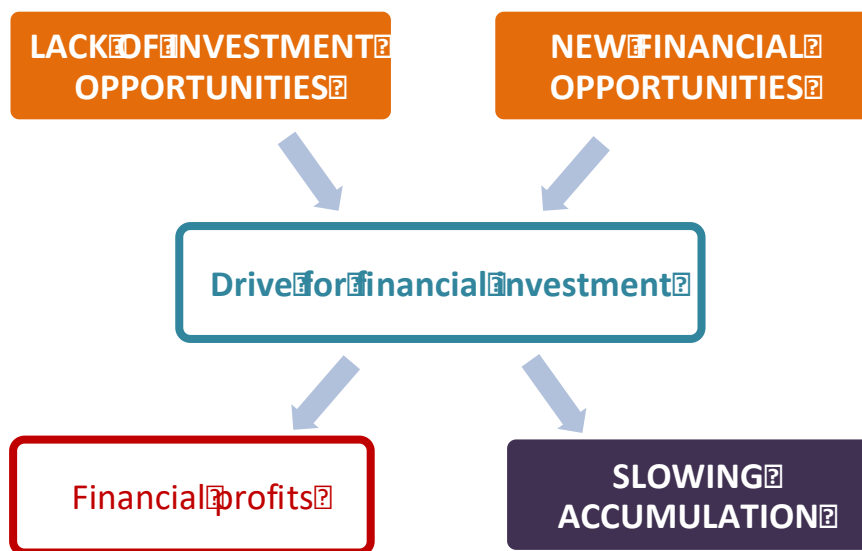 LACK OF INVESTMENT
OPPORTUNITIES
NEW FINANCIAL
OPPORTUNITIES
Drive for financial investment
Financial profits
SLOWING
ACCUMULATION